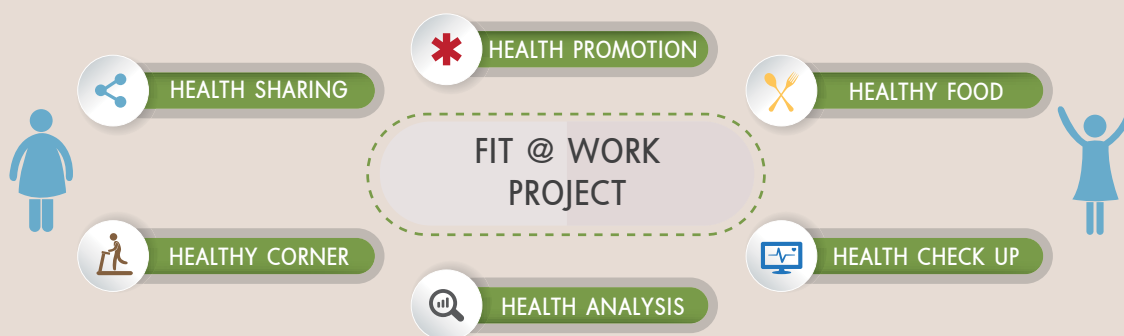 HEALTH PROMOTION
HEALTH SHARING
HEALTHY FOOD
FIT @ WORK
PROJECT
HEALTHY CORNER
HEALTH CHECK UP
HEALTH ANALYSIS